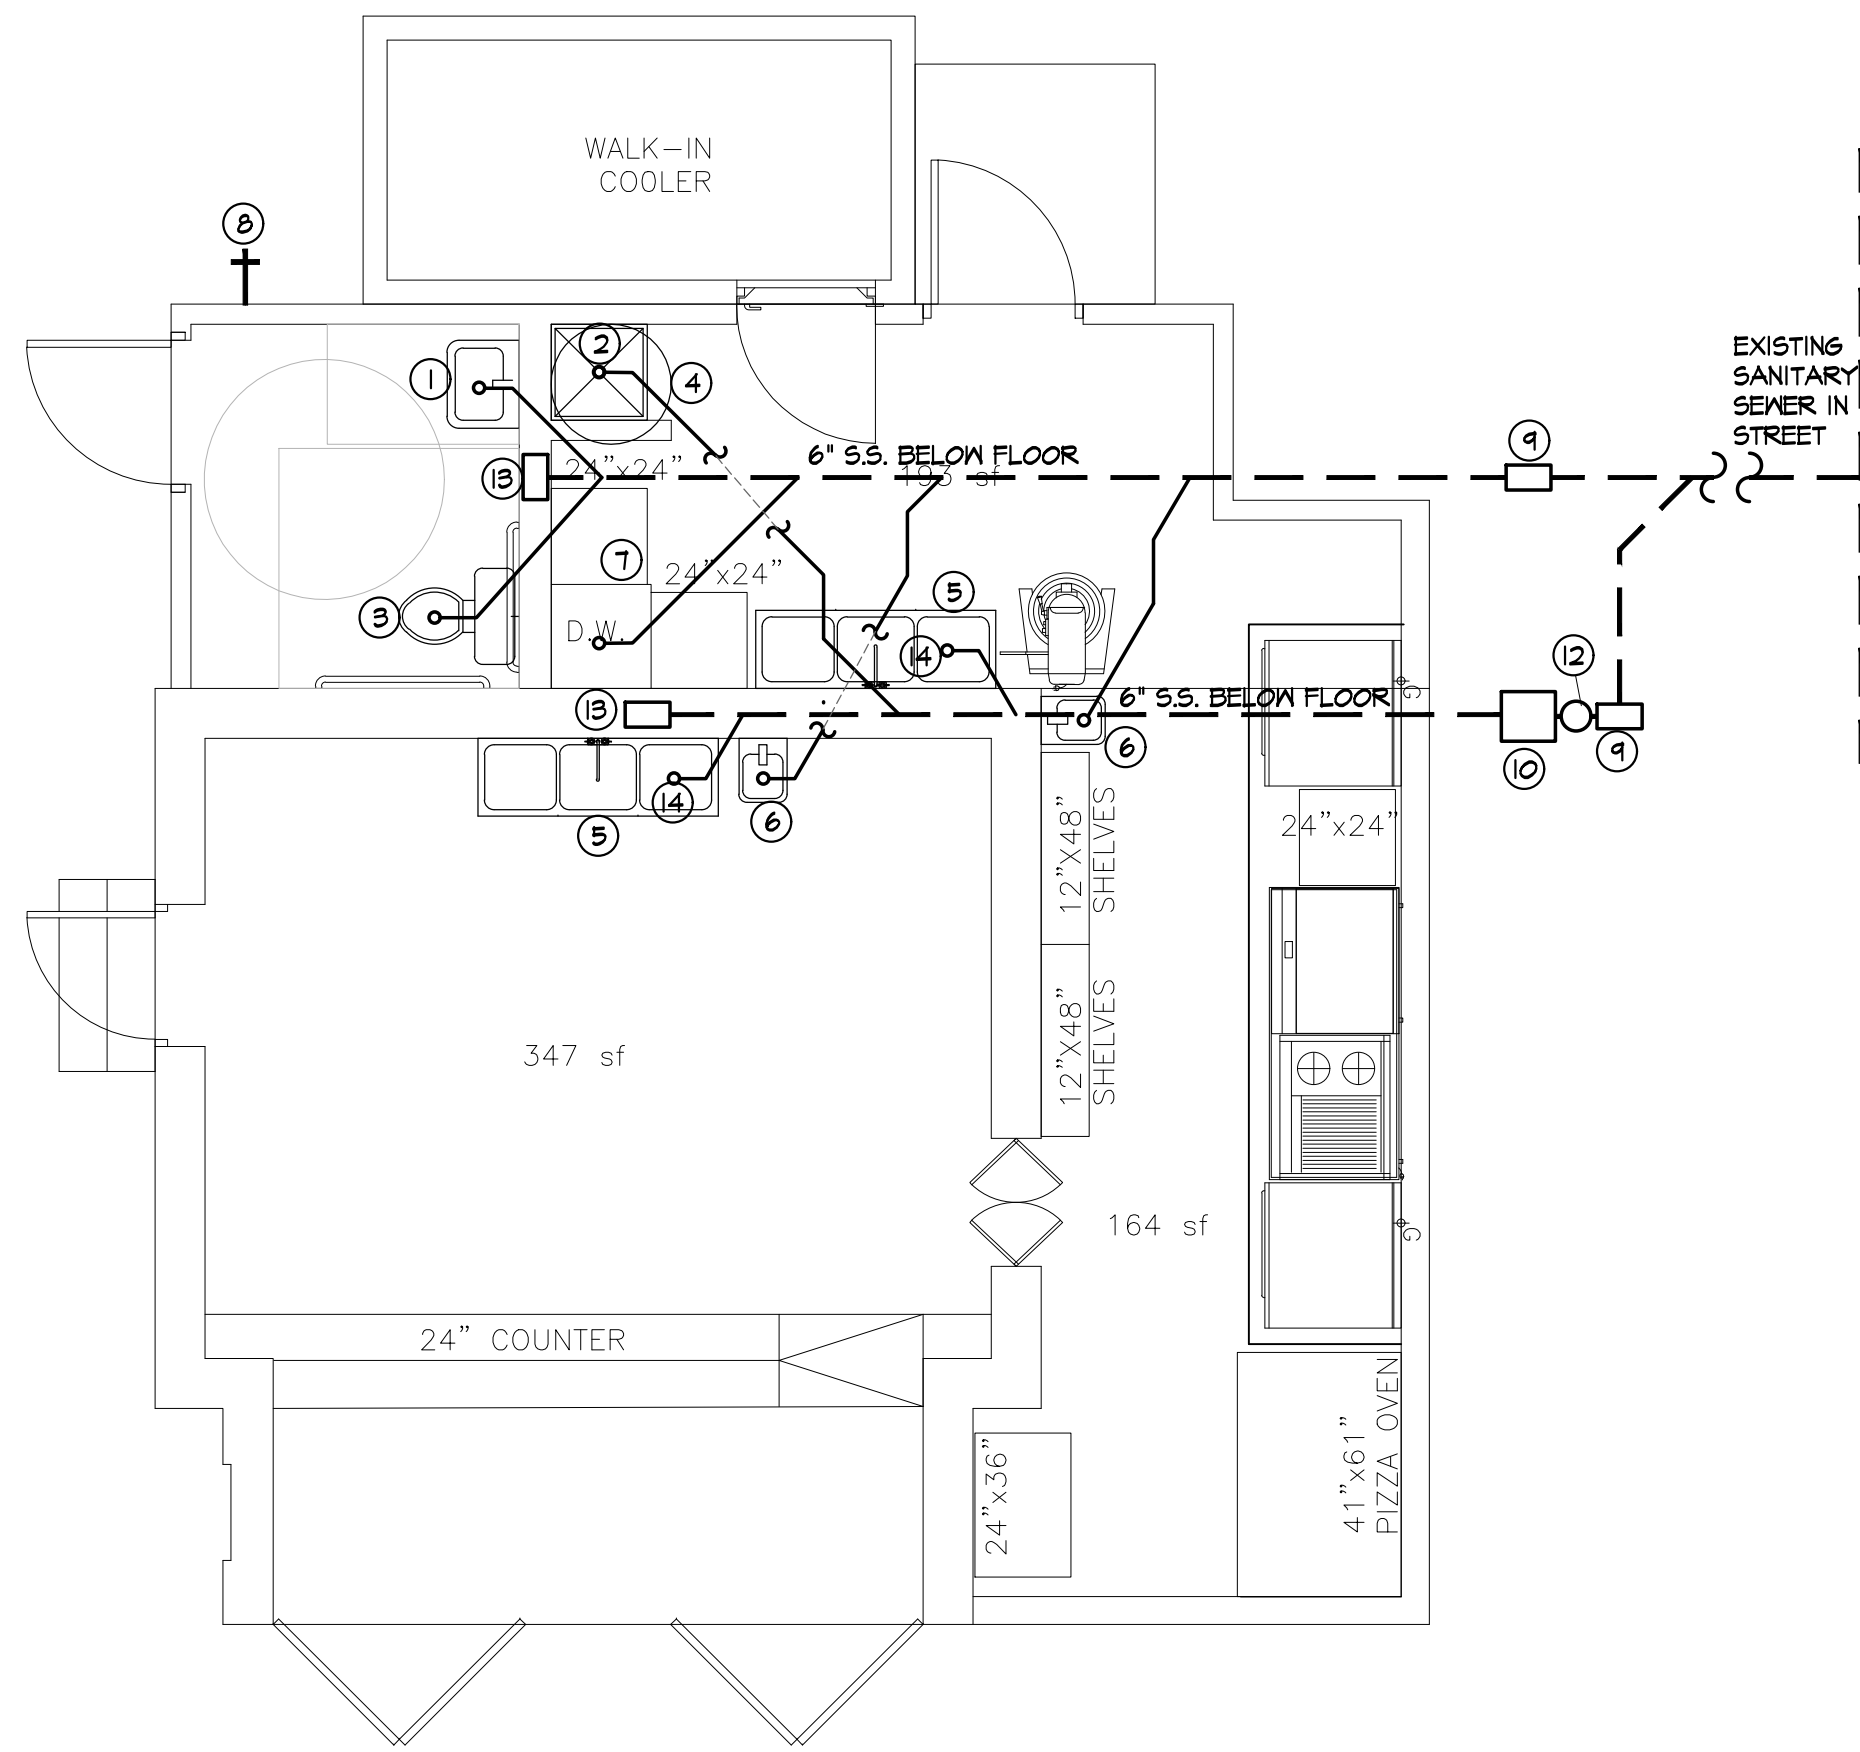 WALK-IN
COOLER
8
EXISTING
SANITARY
SEWER IN
STREET
2
1
4
9
6" S.S. BELOW FLOOR
13
24"x24"
193 sf
7
24"x24"
5
3
D.W.
14
12
13
6" S.S. BELOW FLOOR
G
6
9
10
14
6
5
24"x24"
12"X48"
SHELVES
12"X48"
SHELVES
347 sf
164 sf
G
24" COUNTER
24"x36"
41"x61"
PIZZA OVEN